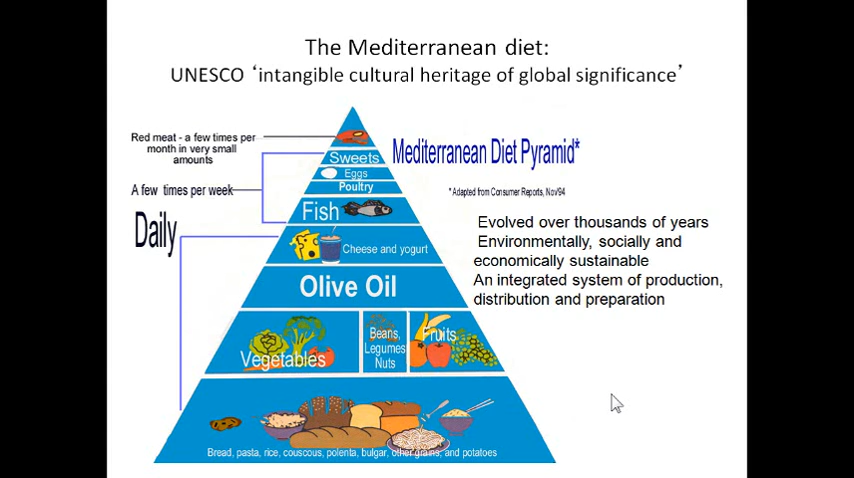 The Mediterranean diet:
UNESCO ‘intangible cultural heritage of global significance’
Red meat - a few times per
month in very small
amounts
Sweets
Mediterranean Diet Pyramid*
Eggs
A few times per week
Poultry
* Adapted from Consumer Reports, Nov/94
Fish
Daily
Cheese and yogurt
Evolved over thousands of years
Environmentally, socially and
economically sustainable
An integrated system of production,
distribution and preparation
Olive Oil
Vegetables
Beans,
Legumes
Nuts
Fruits
Bread, pasta, rice, couscous, polenta, bulgar, other grains, and potatoes